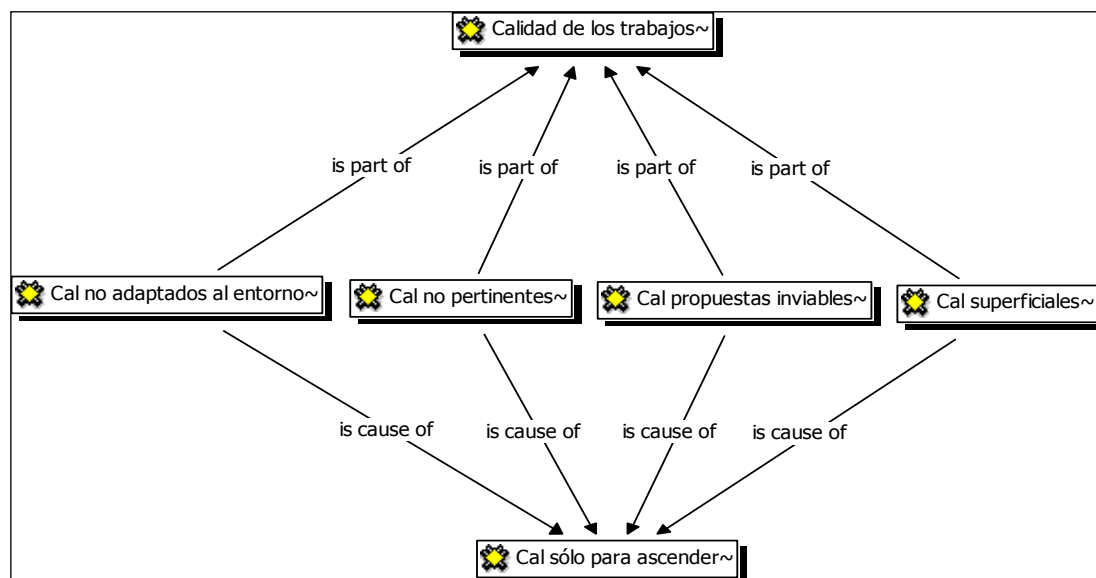 Calidad de los trabajos~
is part of
is part of
is part of
is part of
Cal no adaptados al entorno~
Cal no pertinentes~
Cal propuestas inviables~
Cal superficiales~
is cause of
is cause of
is cause of
is cause of
Cal sólo para ascender~